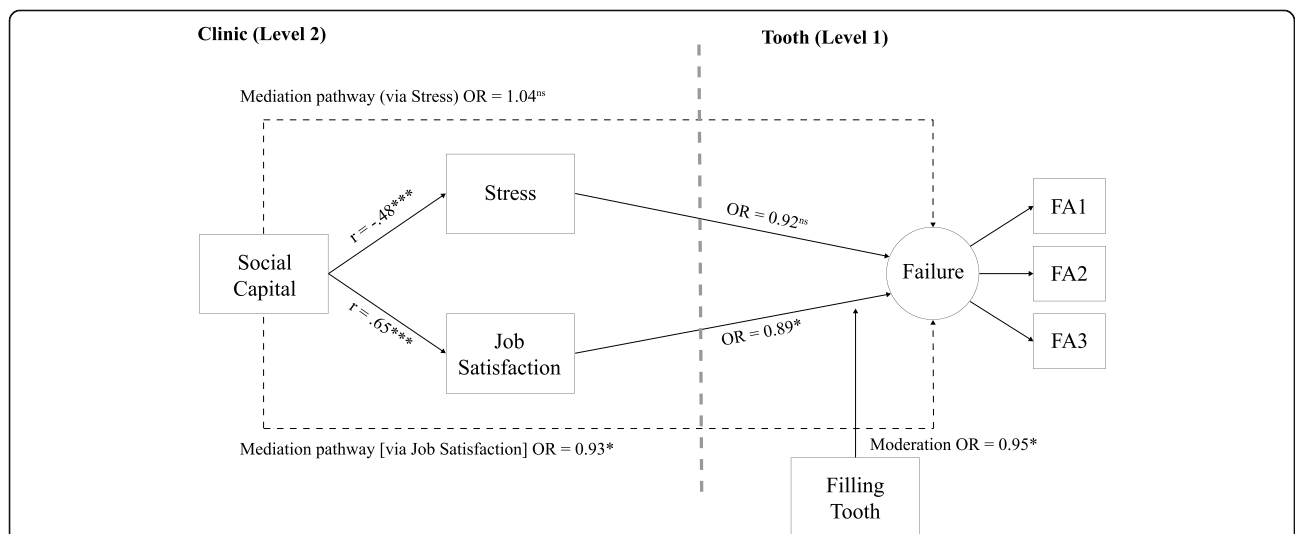 Clinic (Level 2)
Tooth (Level 1)
Mediation pathway (via Stress) OR = 1.04ns
Stress
r = -.48***
OR = 0.92ns
Social
Capital
Failure
FA1
FA2
FA3
r = .65***
Job
Satisfaction
OR = 0.89*
Mediation pathway [via Job Satisfaction] OR = 0.93*
Moderation OR = 0.95*
Filling
Tooth